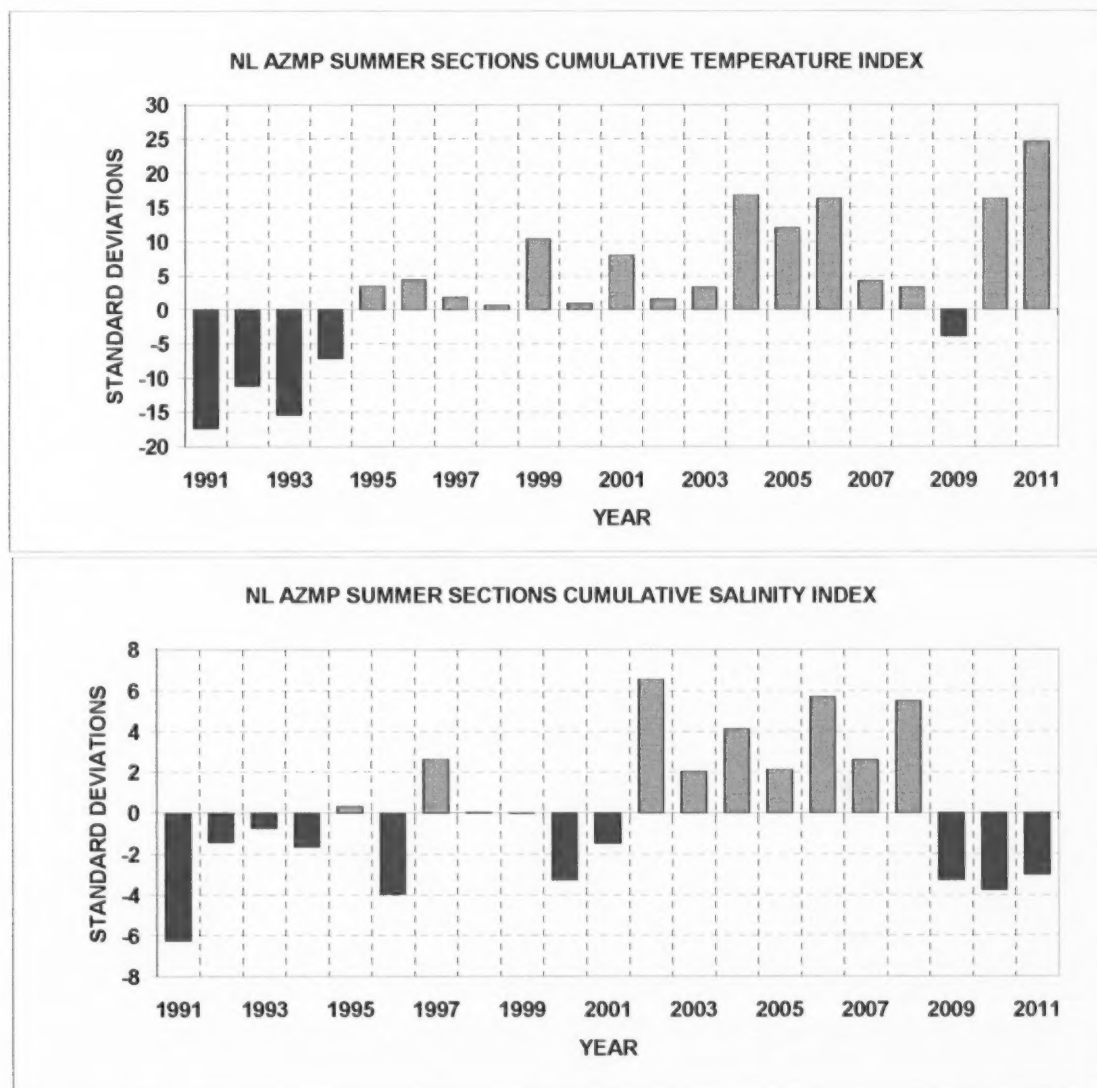 NL AZMP SUMMER SECTIONS CUMULATIVE TEMPERATURE INDEX
STANDARD DEVIATIONS
30
25
20
15
10
5
0
-5
-10
-15
-20
1991 1993 1995 1997 1999 2001 2003 2005 2007 2009 2011
YEAR
NL AZMP SUMMER SECTIONS CUMULATIVE SALINITY INDEX
STANDARD DEVIATIONS
8
6
4
2
0
-2
-4
-6
-8
1991 1993 1995 1997 1999 2001 2003 2005 2007 2009 2011
YEAR